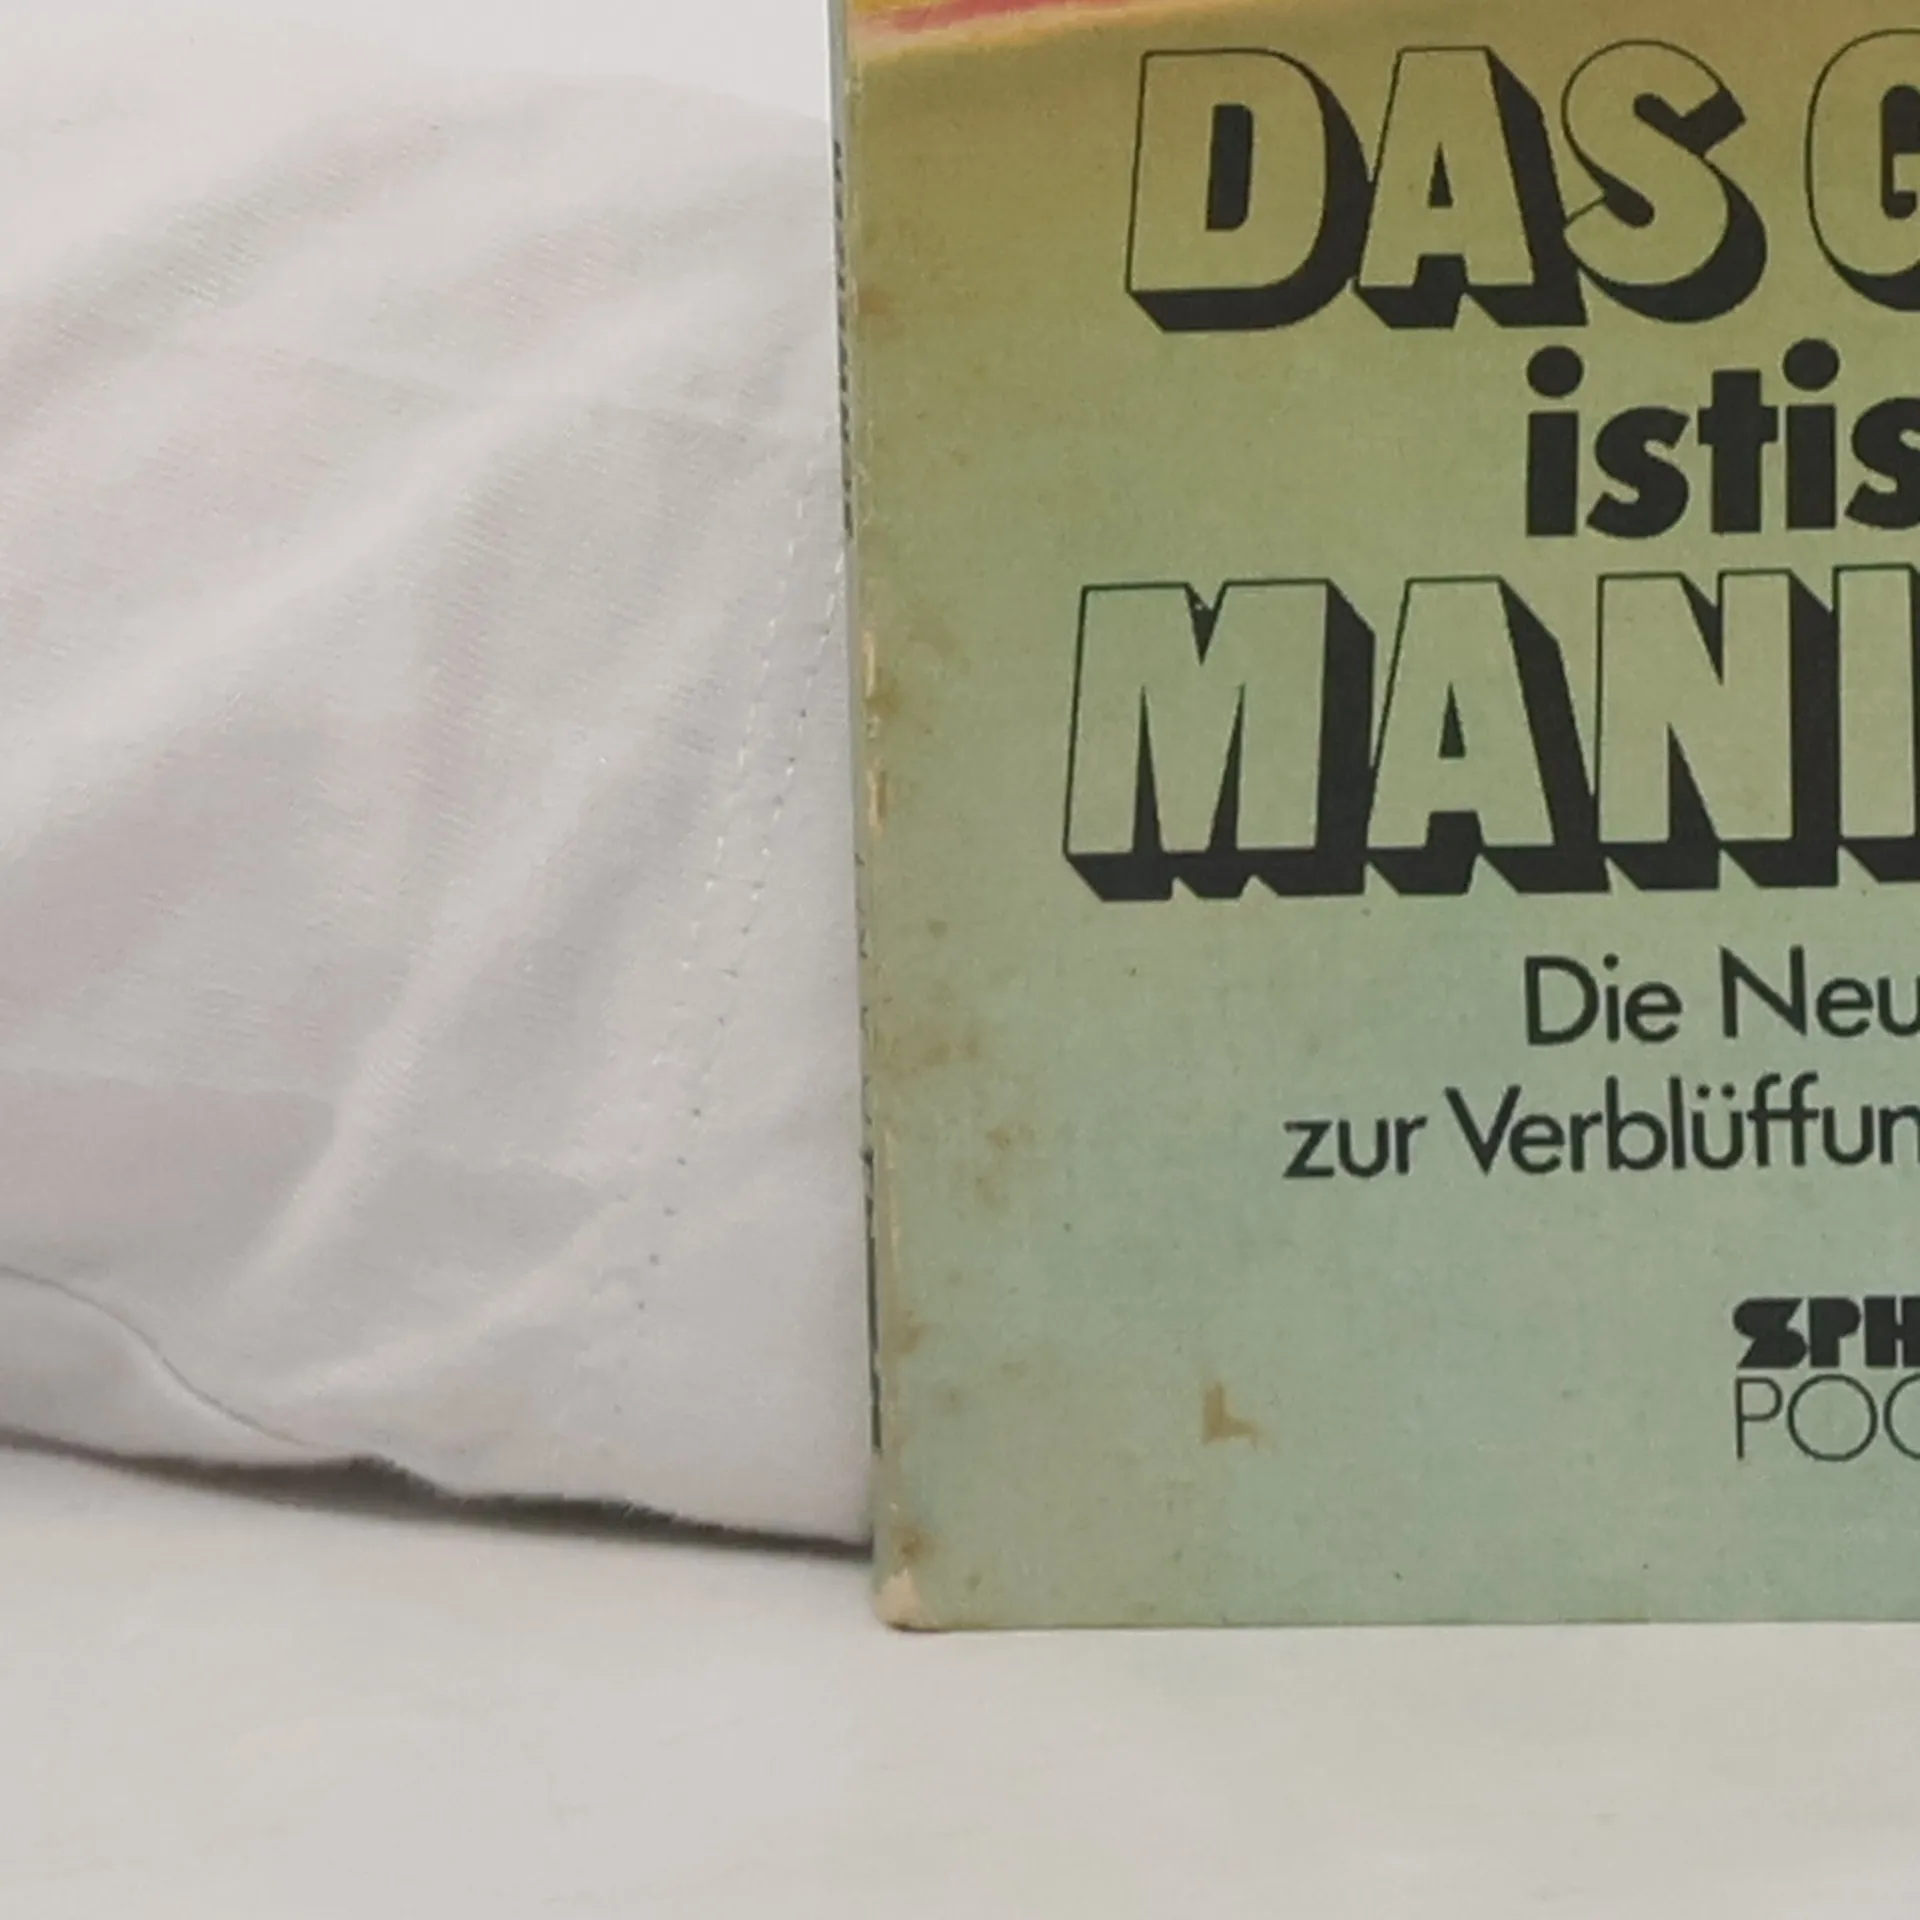 DAS G
istis
MANI
Die Neu
zur Verblüffun
SPH
POC